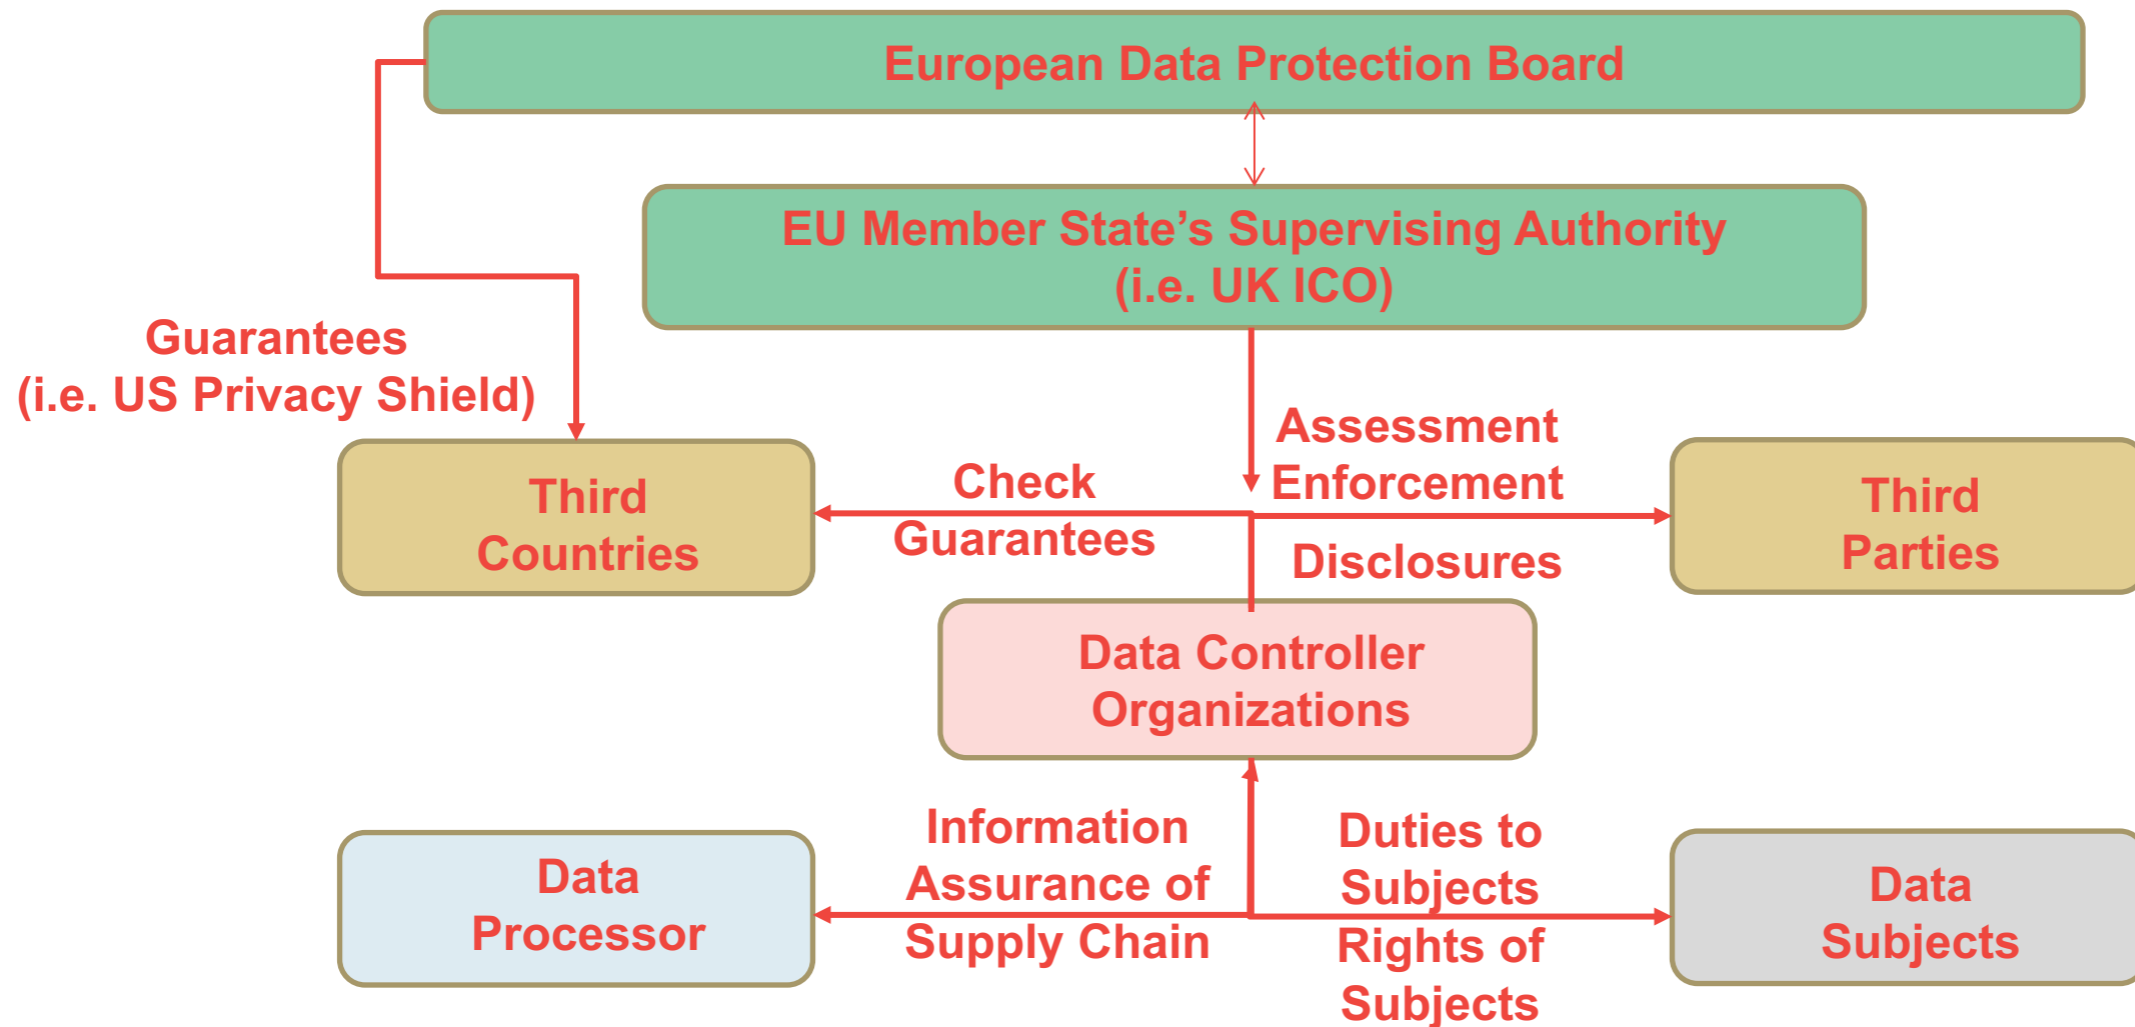 European Data Protection Board
EU Member State’s Supervising Authority
(i.e. UK ICO)
Guarantees
(i.e. US Privacy Shield)
Assessment
Enforcement
Check
Guarantees
Third
Countries
Third
Parties
Disclosures
Data Controller
Organizations
Information
Assurance of
Supply Chain
Duties to
Subjects
Rights of
Subjects
Data
Processor
Data
Subjects